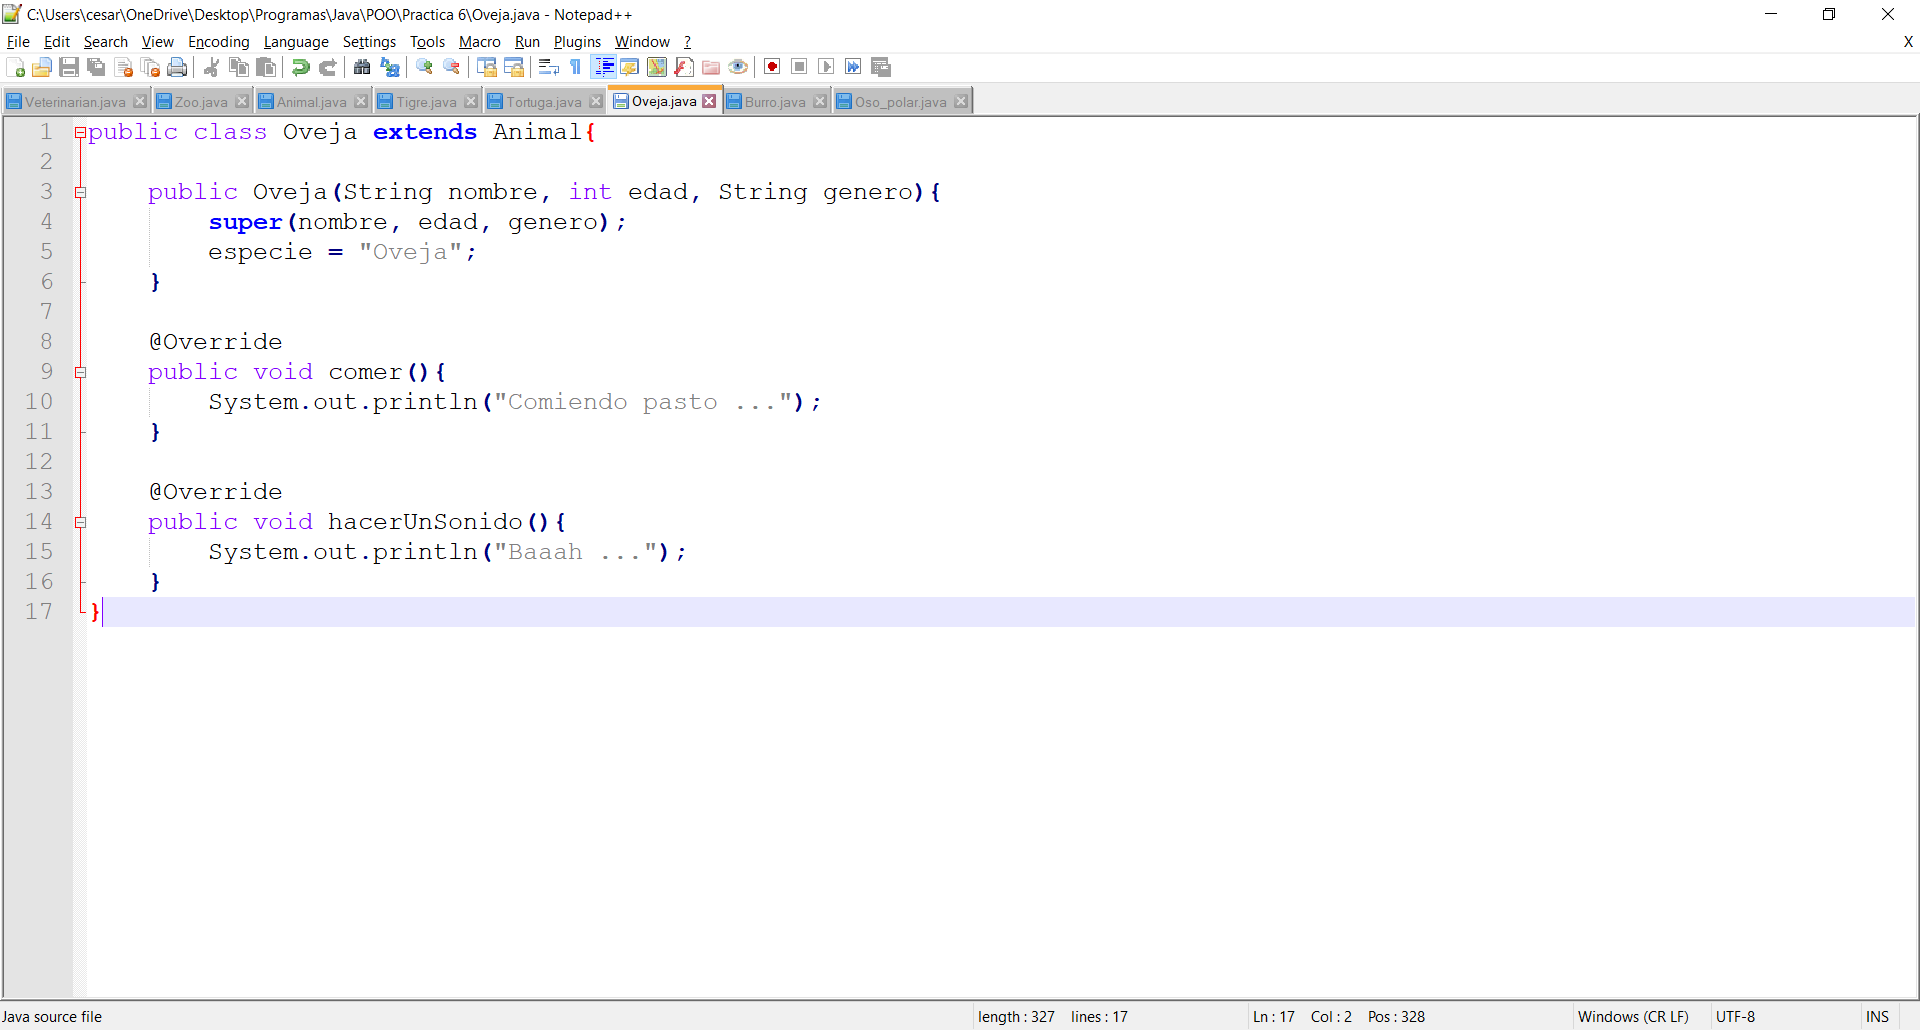 C:\Users\cesar\OneDrive\Desktop\Programas\Java\POO\Practica 6\Oveja.java - Notepad++
File Edit Search View Encoding Language Settings Tools Macro Run Plugins Window ? X
Veterinarian.java Zoo.java Animal.java Tigre.java Tortuga.java Oveja.java Burro.java Oso_polar.java
1 public class Oveja extends Animal{
2
3 public Oveja(String nombre, int edad, String genero){
4 super(nombre, edad, genero);
5 especie = "Oveja";
6 }
7
8 @Override
9 public void comer(){
10 System.out.println("Comiendo pasto ...");
11 }
12
13 @Override
14 public void hacerUnSonido(){
15 System.out.println("Baaah ...");
16 }
17 }
Java source file length : 327 lines : 17 Ln : 17 Col : 2 Pos : 328 Windows (CR LF) UTF-8 INS